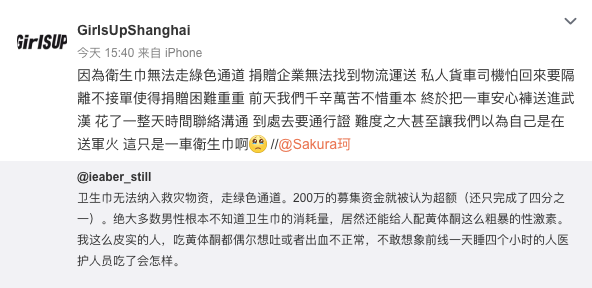 GirlSUP
GirlsUpShanghai
今天 15:40 来自 iPhone
因為衛生巾無法走綠色通道 捐贈企業無法找到物流運送 私人貨車司機怕回來要隔
離不接單使得捐贈困難重重 前天我們千辛萬苦不惜重本 終於把一車安心褲送進武
漢 花了一整天時間聯絡溝通 到處去要通行證 難度之大甚至讓我們以為自己是在
送軍火 這只是一車衛生巾啊🥺 //@Sakura珂
@ieaber_still
卫生巾无法纳入救灾物资，走绿色通道。200万的募集资金就被认为超额（还只完成了四分之
一）。绝大多数男性根本不知道卫生巾的消耗量，居然还能给人配黄体酮这么粗暴的性激素。
我这么皮实的人，吃黄体酮都偶尔想吐或者出血不正常，不敢想象前线一天睡四个小时的人医
护人员吃了会怎样。